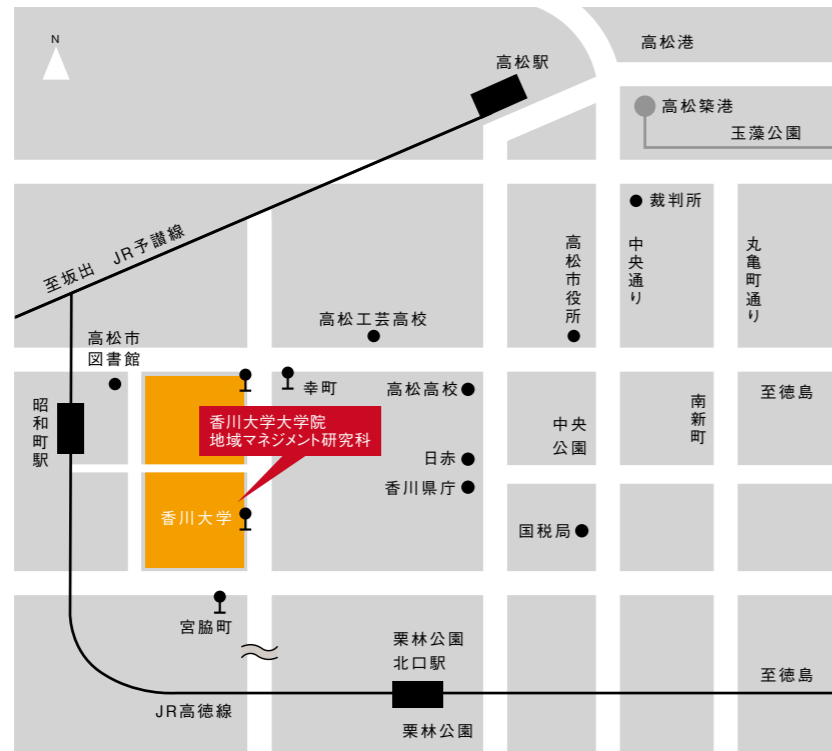 N
高松港
高松駅
高松築港
玉藻公園
裁判所
至坂出 JR予讃線
高松市役所
中央通り
丸亀町通り
高松工芸高校
高松市
図書館
幸町
高松高校
至徳島
昭和町駅
香川大学大学院
地域マネジメント研究科
中央
公園
南新町
日赤
香川県庁
香川大学
国税局
宮脇町
栗林公園
北口駅
至徳島
JR高徳線
栗林公園